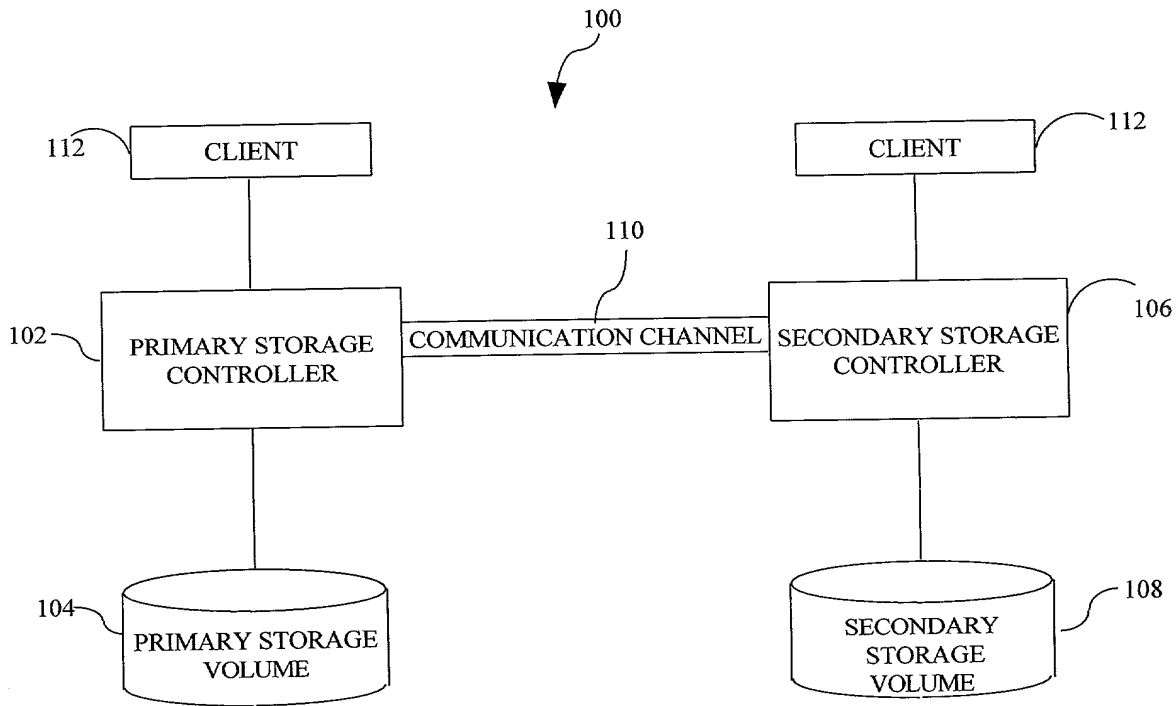 100
112
CLIENT
CLIENT
112
110
102
PRIMARY STORAGE
CONTROLLER
COMMUNICATION CHANNEL
SECONDARY STORAGE
CONTROLLER
106
104
PRIMARY STORAGE
VOLUME
SECONDARY
STORAGE
VOLUME
108